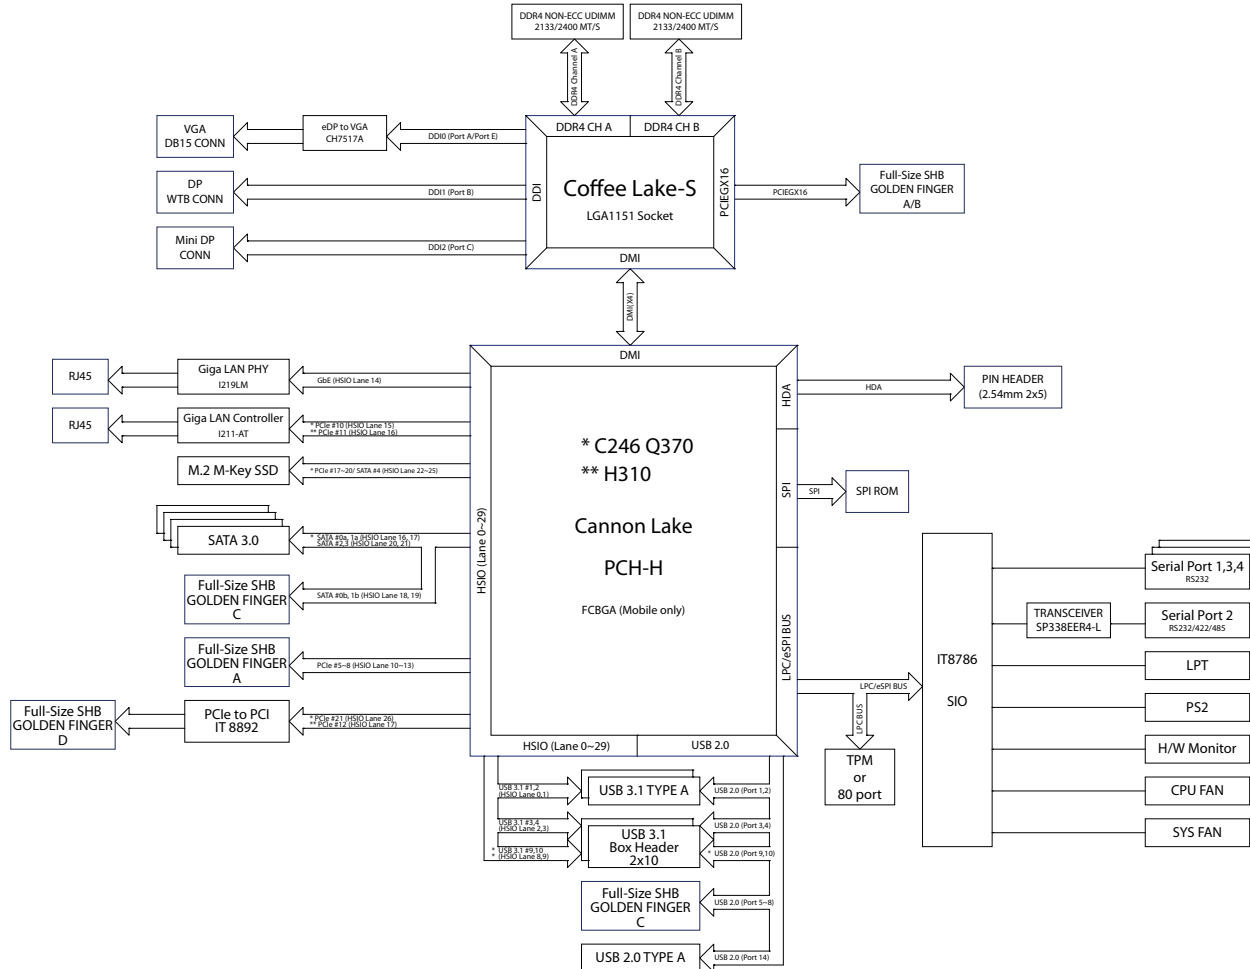 DDR4 NON-ECC UDIMM
2133/2400 MT/S
DDR4 NON-ECC UDIMM
2133/2400 MT/S
DDR4 Channel A
DDR4 Channel B
VGA
DB15 CONN
eDP to VGA
CH7517A
DDI0 (Port A/Port E)
DDR4 CH A
DDR4 CH B
DP
WTB CONN
DDI1 (Port B)
DDI
Coffee Lake-S
LGA1151 Socket
PCIEGX16
PCIEGX16
Full-Size SHB
GOLDEN FINGER
A/B
Mini DP
CONN
DDI2 (Port C)
DMI
DMI(X4)
DMI
RJ45
Giga LAN PHY
I219LM
GbE (HSIO Lane 14)
HDA
HDA
PIN HEADER
(2.54mm 2x5)
RJ45
Giga LAN Controller
I211-AT
* PCIe #10 (HSIO Lane 15)
** PCIe #11 (HSIO Lane 16)
M.2 M-Key SSD
* PCIe #17~20/ SATA #4 (HSIO Lane 22~25)
* C246 Q370
** H310
Cannon Lake
PCH-H
FCBGA (Mobile only)
HSIO (Lane 0~29)
SPI
SPI
SPI ROM
SATA 3.0
* SATA #0a, 1a (HSIO Lane 16, 17)
SATA #2,3 (HSIO Lane 20, 21)
Full-Size SHB
GOLDEN FINGER
C
SATA #0b, 1b (HSIO Lane 18, 19)
Full-Size SHB
GOLDEN FINGER
A
PCIe #5~8 (HSIO Lane 10~13)
Full-Size SHB
GOLDEN FINGER
D
PCIe to PCI
IT 8892
* PCIe #21 (HSIO Lane 26)
** PCIe #12 (HSIO Lane 17)
LPC/eSPI BUS
LPC/eSPI BUS
LPC BUS
TPM
or
80 port
IT8786
SIO
Serial Port 1,3,4
RS232
TRANSCEIVER
SP338EER4-L
Serial Port 2
RS232/422/485
LPT
PS2
H/W Monitor
CPU FAN
SYS FAN
HSIO (Lane 0~29)
USB 2.0
USB 3.1 #1,2
(HSIO Lane 0,1)
USB 3.1 TYPE A
USB 2.0 (Port 1,2)
USB 3.1 #3,4
(HSIO Lane 2,3)
USB 3.1
Box Header
2x10
USB 2.0 (Port 3,4)
* USB 3.1 #9,10
* (HSIO Lane 8,9)
* USB 2.0 (Port 9,10)
Full-Size SHB
GOLDEN FINGER
C
USB 2.0 (Port 5~8)
USB 2.0 TYPE A
USB 2.0 (Port 14)